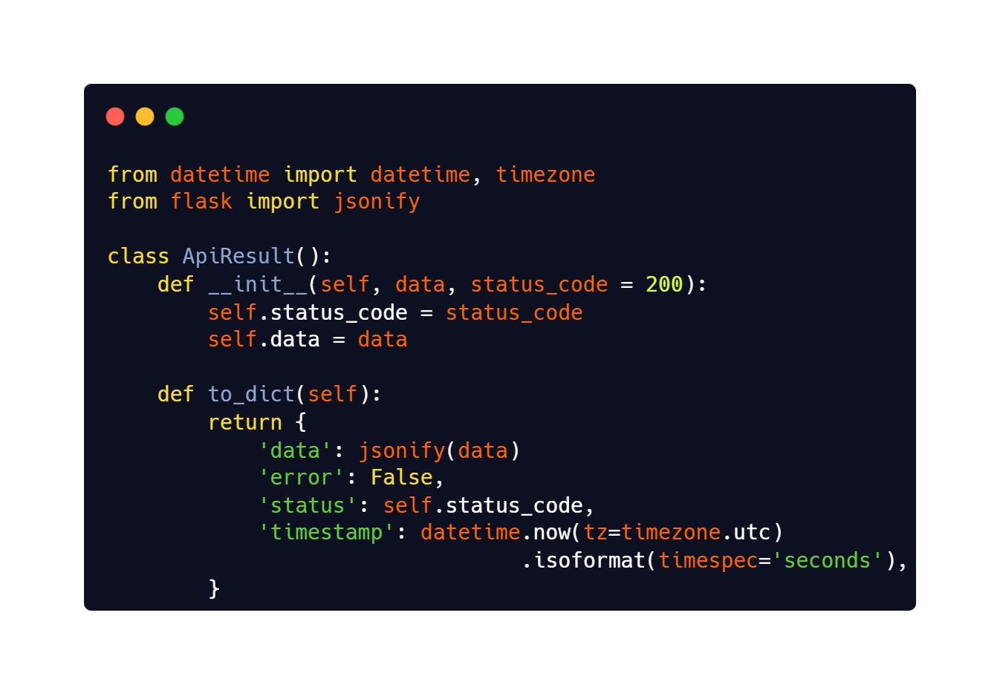 from datetime import datetime, timezone
from flask import jsonify

class ApiResult():
    def __init__(self, data, status_code = 200):
        self.status_code = status_code
        self.data = data

    def to_dict(self):
        return {
            'data': jsonify(data)
            'error': False,
            'status': self.status_code,
            'timestamp': datetime.now(tz=timezone.utc)
                                 .isoformat(timespec='seconds'),
        }